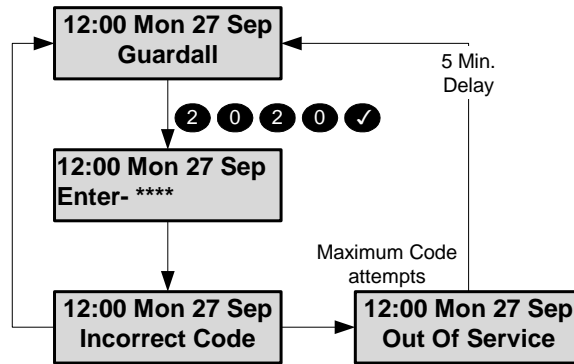 12:00 Mon 27 Sep
Guardall
5 Min.
Delay
2 0 2 0 ✓
12:00 Mon 27 Sep
Enter- ****
Maximum Code
attempts
12:00 Mon 27 Sep
Incorrect Code
12:00 Mon 27 Sep
Out Of Service